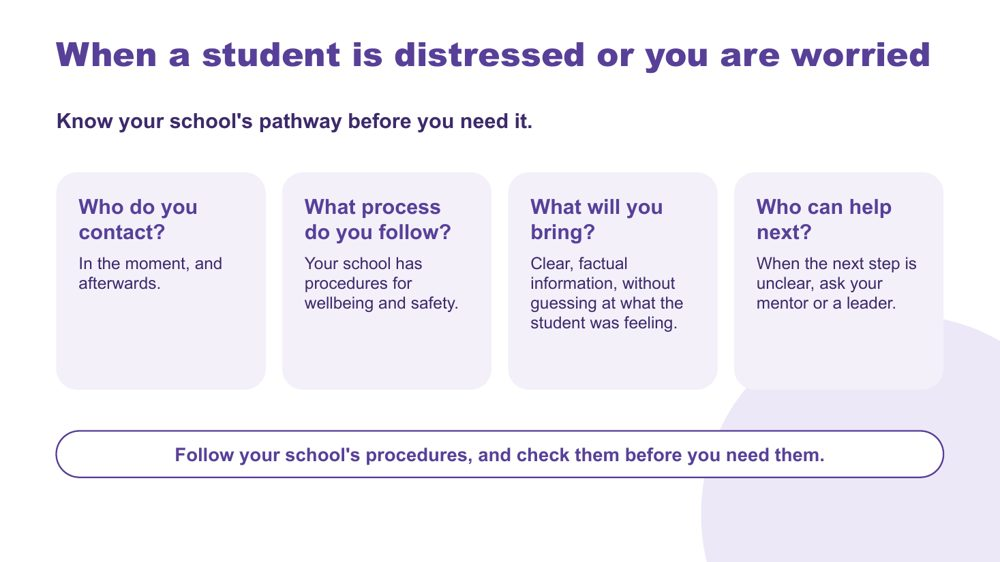 When a student is distressed or you are worried
Know your school's pathway before you need it.
Who do you
contact?
In the moment, and
afterwards.
What process
do you follow?
Your school has
procedures for
wellbeing and safety.
What will you
bring?
Clear, factual
information, without
guessing at what the
student was feeling.
Who can help
next?
When the next step is
unclear, ask your
mentor or a leader.
Follow your school's procedures, and check them before you need them.